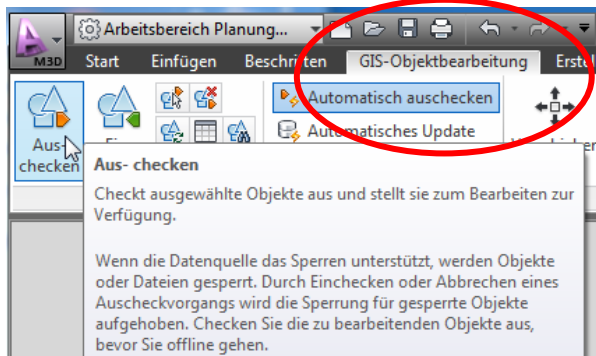 Arbeitsbereich Planung...
M3D Start Einfügen Beschriften GIS-Objektbearbeitung
Automatisch auschecken
Automatisches Update
Aus-
checken
Aus- checken
Checkt ausgewählte Objekte aus und stellt sie zum Bearbeiten zur
Verfügung.
Wenn die Datenquelle das Sperren unterstützt, werden Objekte
oder Dateien gesperrt. Durch Einchecken oder Abbrechen eines
Auscheckvorgangs wird die Sperrung für gesperrte Objekte
aufgehoben. Checken Sie die zu bearbeitenden Objekte aus,
bevor Sie offline gehen.